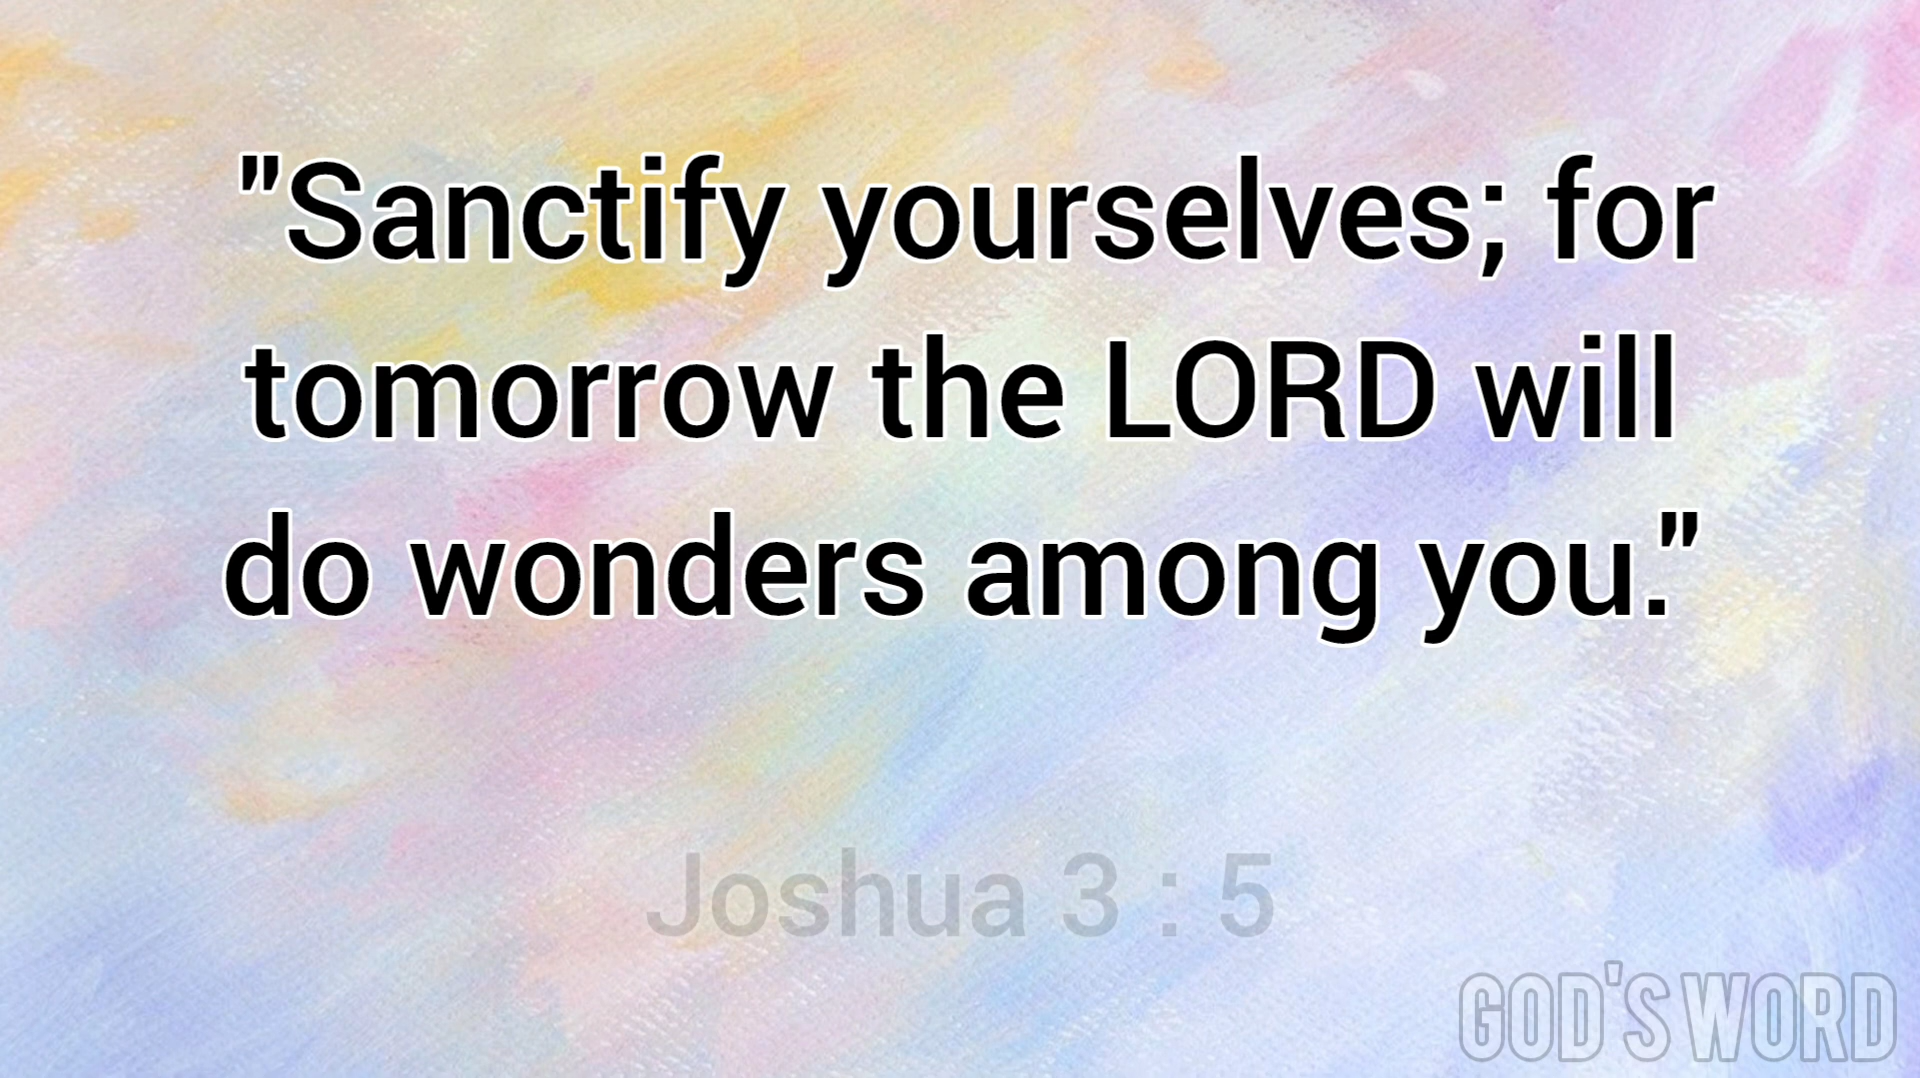 "Sanctify yourselves; for
tomorrow the LORD will
do wonders among you."
Joshua 3 : 5
GOD'S WORD